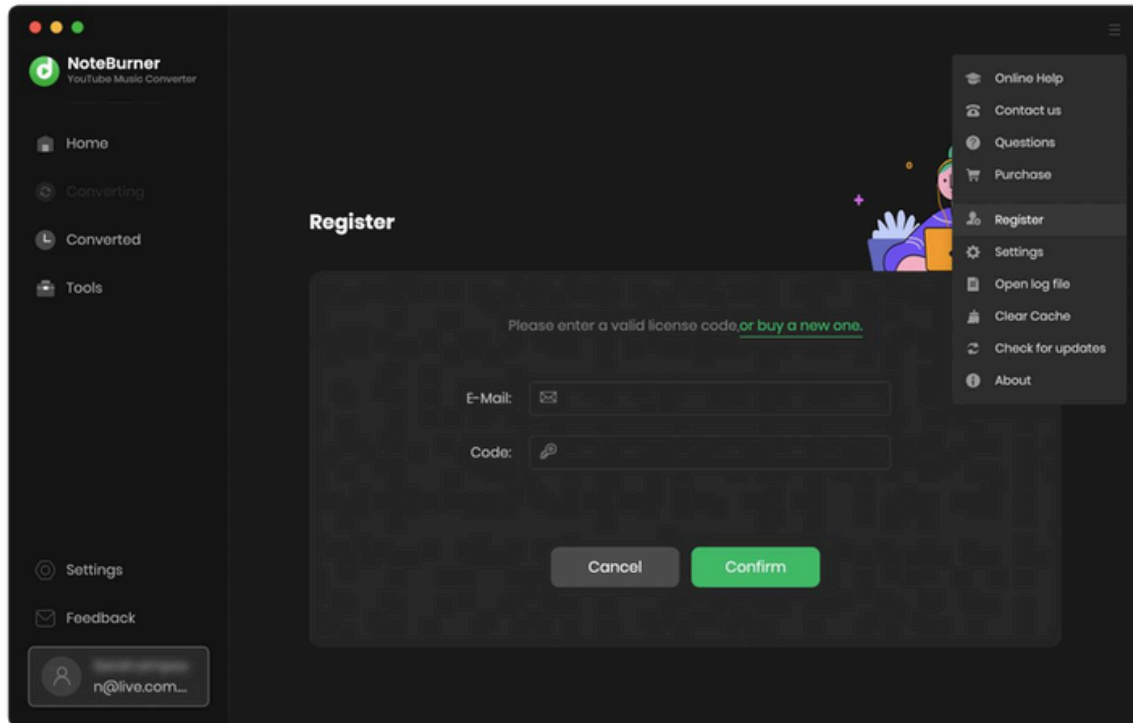 NoteBurner
YouTube Music Converter
Home
Converting
Converted
Tools
Settings
Feedback
n@live.com...
Register
Please enter a valid license code,or buy a new one.
E-Mail:
Code:
Cancel
Confirm
Online Help
Contact us
Questions
Purchase
Register
Settings
Open log file
Clear Cache
Check for updates
About